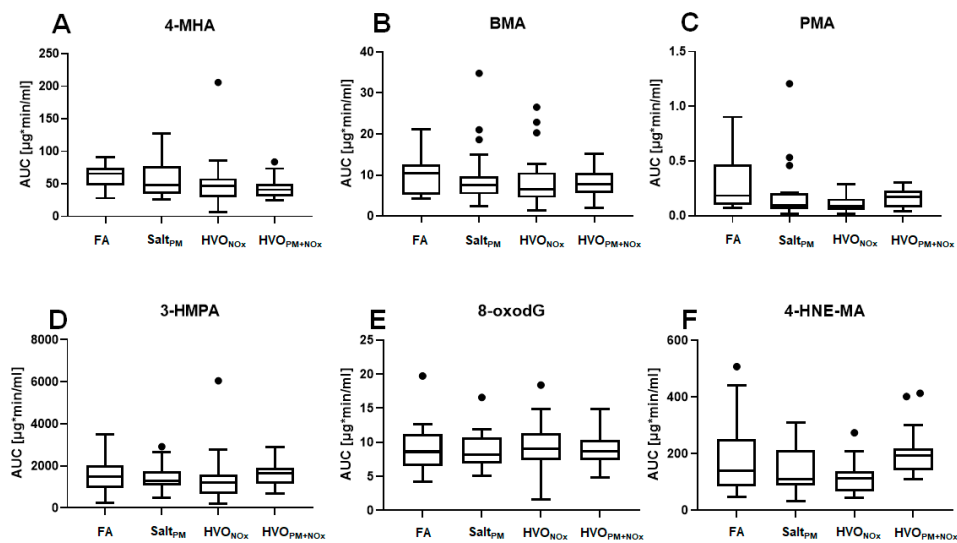 A 4-MHA
AUC [µg*min/ml]
250
200
150
100
50
0
FA SaltPM HVONOx HVOPM+NOx
B BMA
AUC [µg*min/ml]
40
30
20
10
0
FA SaltPM HVONOx HVOPM+NOx
C PMA
AUC [µg*min/ml]
1.5
1.0
0.5
0.0
FA SaltPM HVONOx HVOPM+NOx
D 3-HMPA
AUC [µg*min/ml]
8000
6000
4000
2000
0
FA SaltPM HVONOx HVOPM+NOx
E 8-oxodG
AUC [µg*min/ml]
25
20
15
10
5
0
FA SaltPM HVONOx HVOPM+NOx
F 4-HNE-MA
AUC [µg*min/ml]
600
400
200
0
FA SaltPM HVONOx HVOPM+NOx